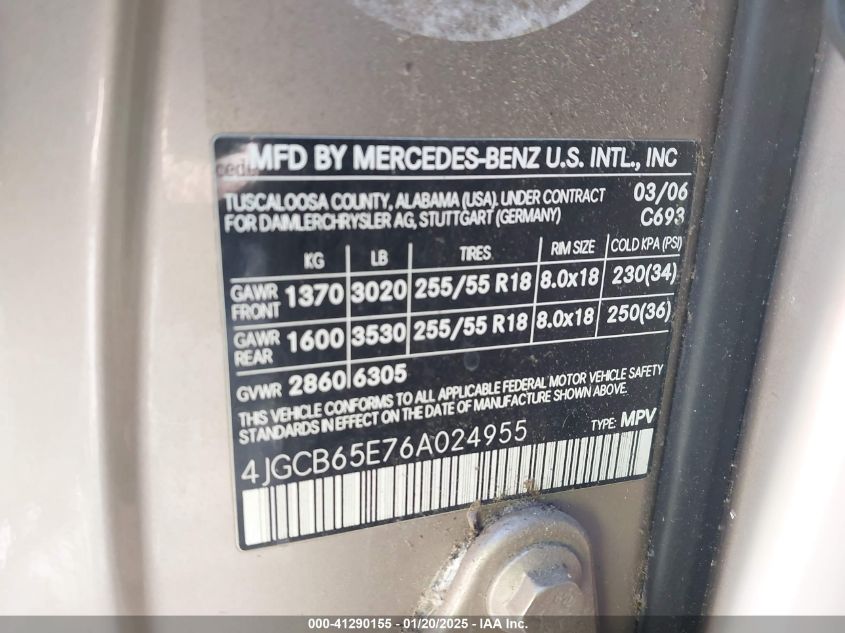 MFD BY MERCEDES-BENZ U.S. INTL., INC
TUSCALOOSA COUNTY, ALABAMA (USA). UNDER CONTRACT 03/06
FOR DAIMLERCHRYSLER AG, STUTTGART (GERMANY) C693
KG LB TIRES RIM SIZE COLD KPA (PSI)
GAWR FRONT 1370 3020 255/55 R18 8.0x18 230(34)
GAWR REAR 1600 3530 255/55 R18 8.0x18 250(36)
GVWR 2860 6305
THIS VEHICLE CONFORMS TO ALL APPLICABLE FEDERAL MOTOR VEHICLE SAFETY
STANDARDS IN EFFECT ON THE DATE OF MANUFACTURE SHOWN ABOVE.
TYPE: MPV
4JGCB65E76A024955
000-41290155 - 01/20/2025 - IAA Inc.